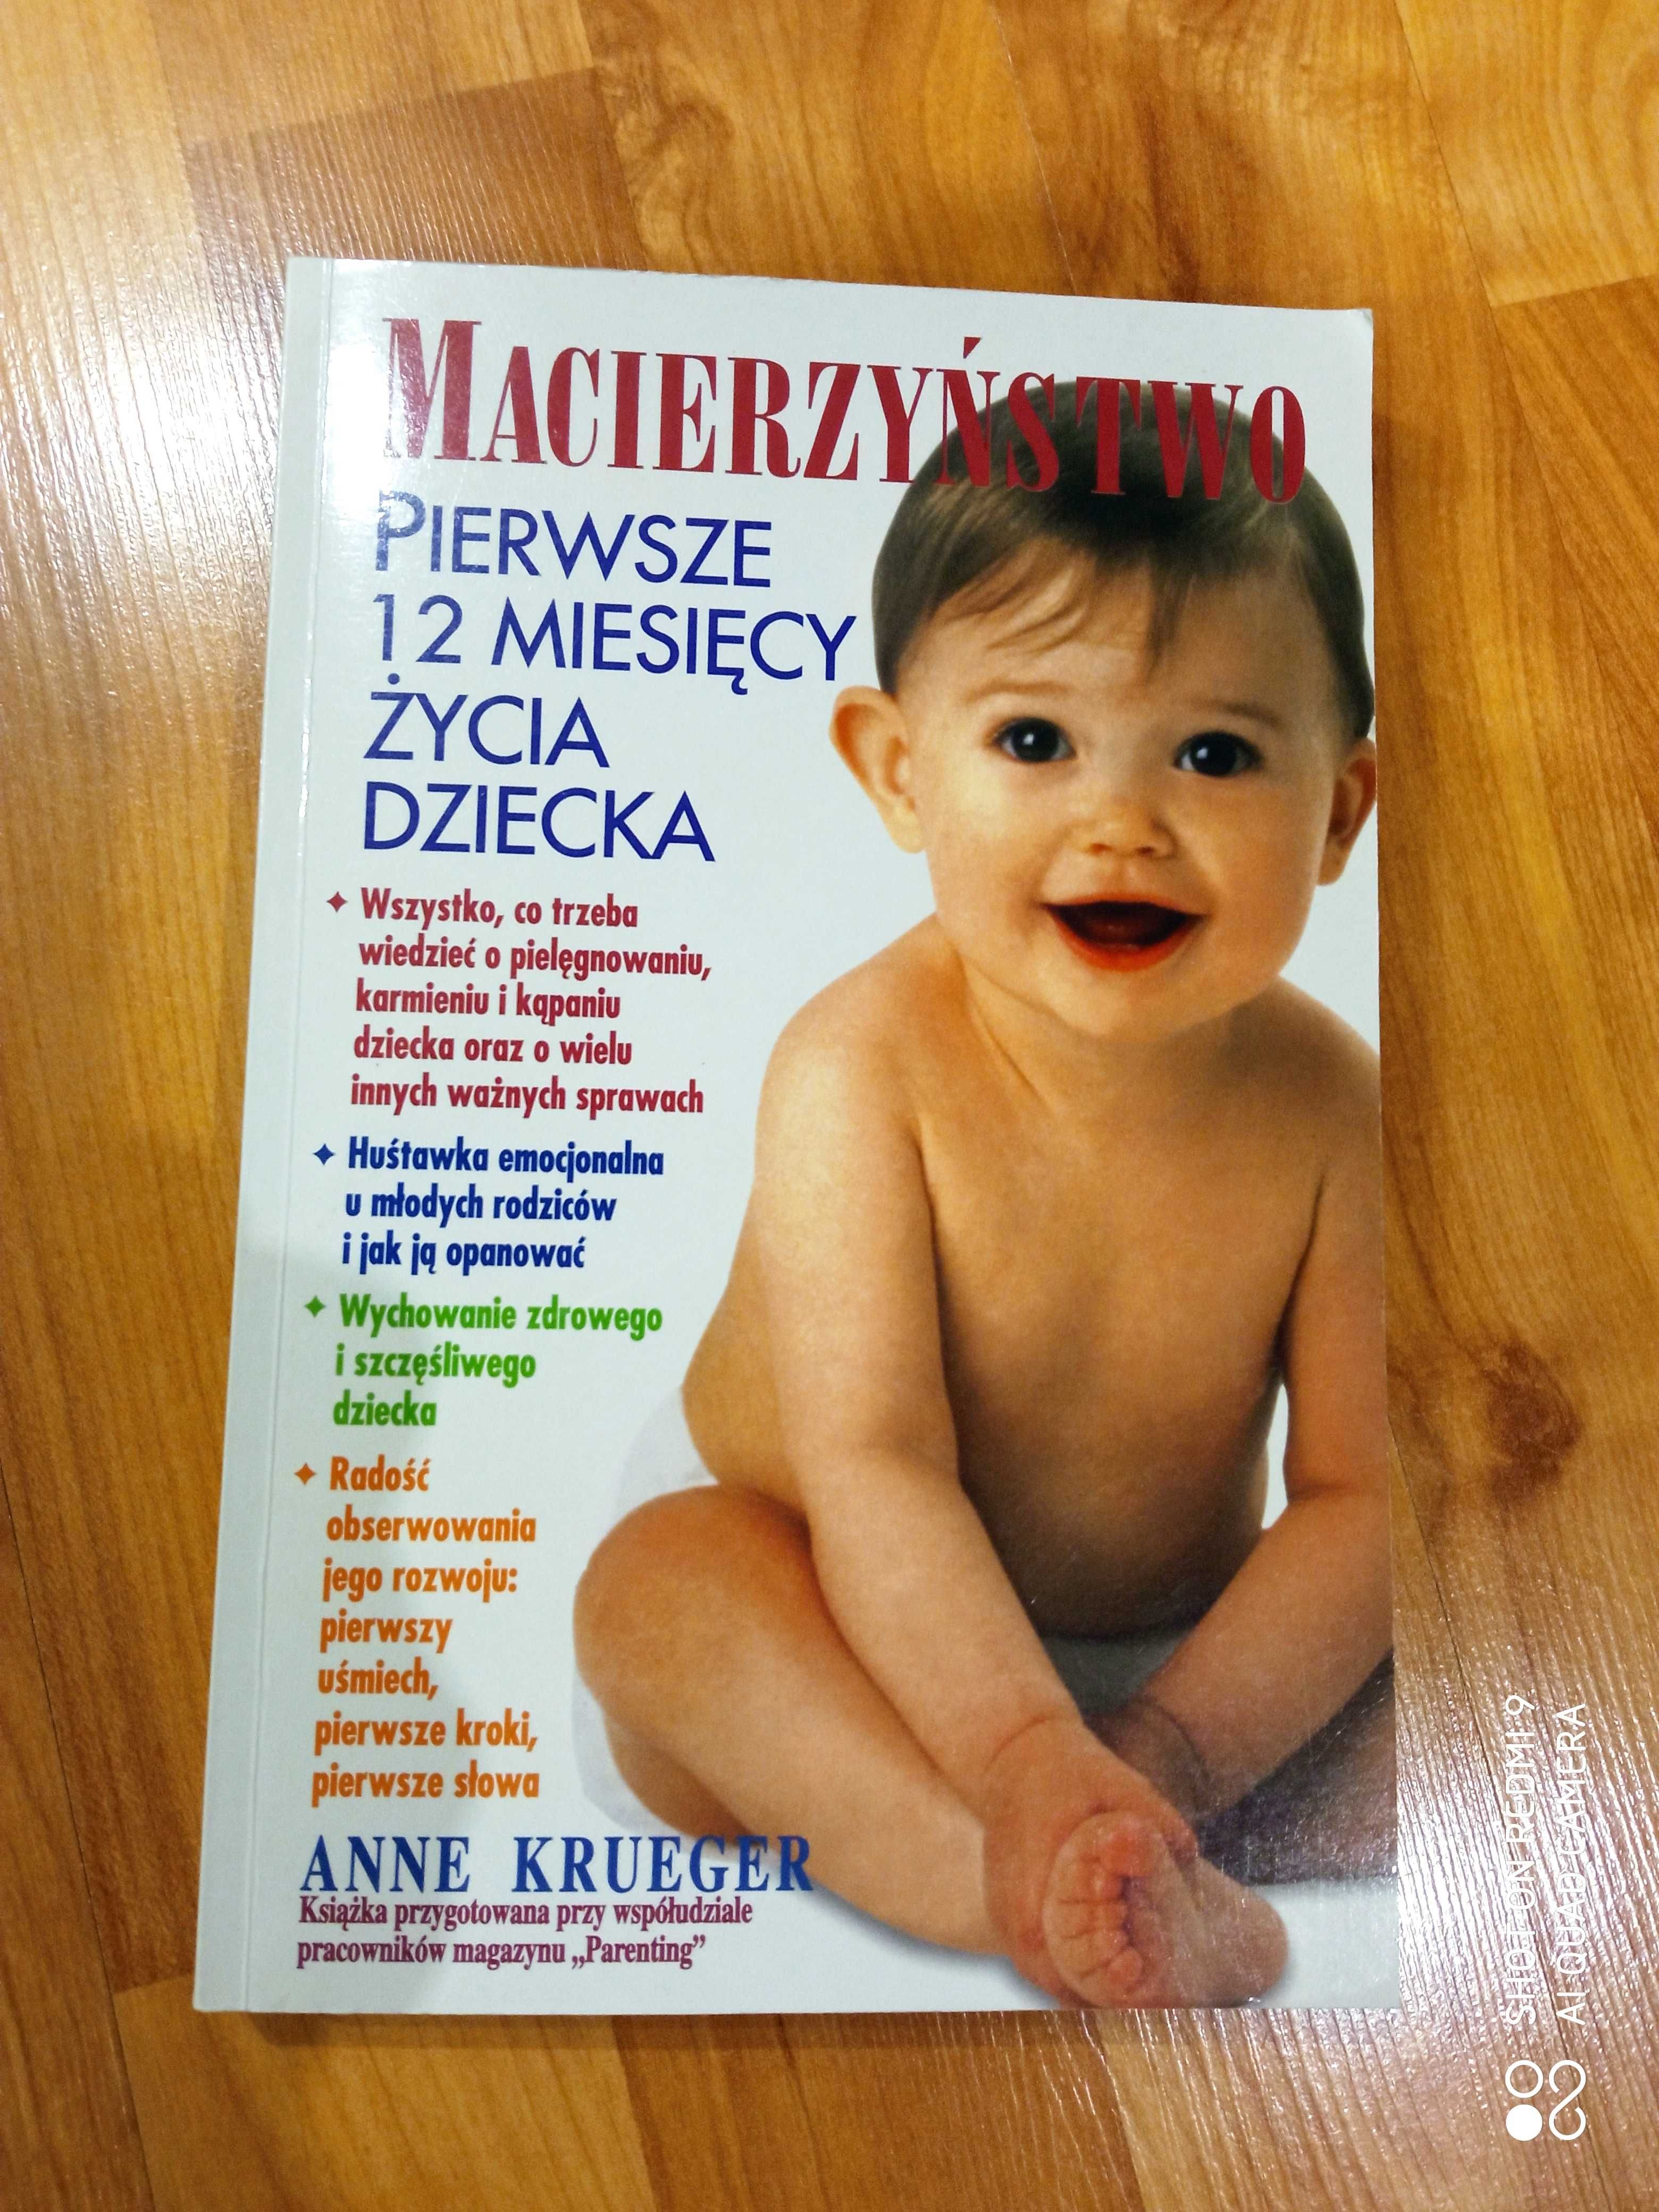 MACIERZYŃSTWO
PIERWSZE
12 MIESIĘCY
ŻYCIA
DZIECKA
✦ Wszystko, co trzeba
wiedzieć o pielęgnowaniu,
karmieniu i kąpaniu
dziecka oraz o wielu
innych ważnych sprawach
✦ Huśtawka emocjonalna
u młodych rodziców
i jak ją opanować
✦ Wychowanie zdrowego
i szczęśliwego
dziecka
✦ Radość
obserwowania
jego rozwoju:
pierwszy
uśmiech,
pierwsze kroki,
pierwsze słowa
ANNE KRUEGER
Książka przygotowana przy współudziale
pracowników magazynu „Parenting”
SHOT ON REDMI 9
AI QUAD CAMERA